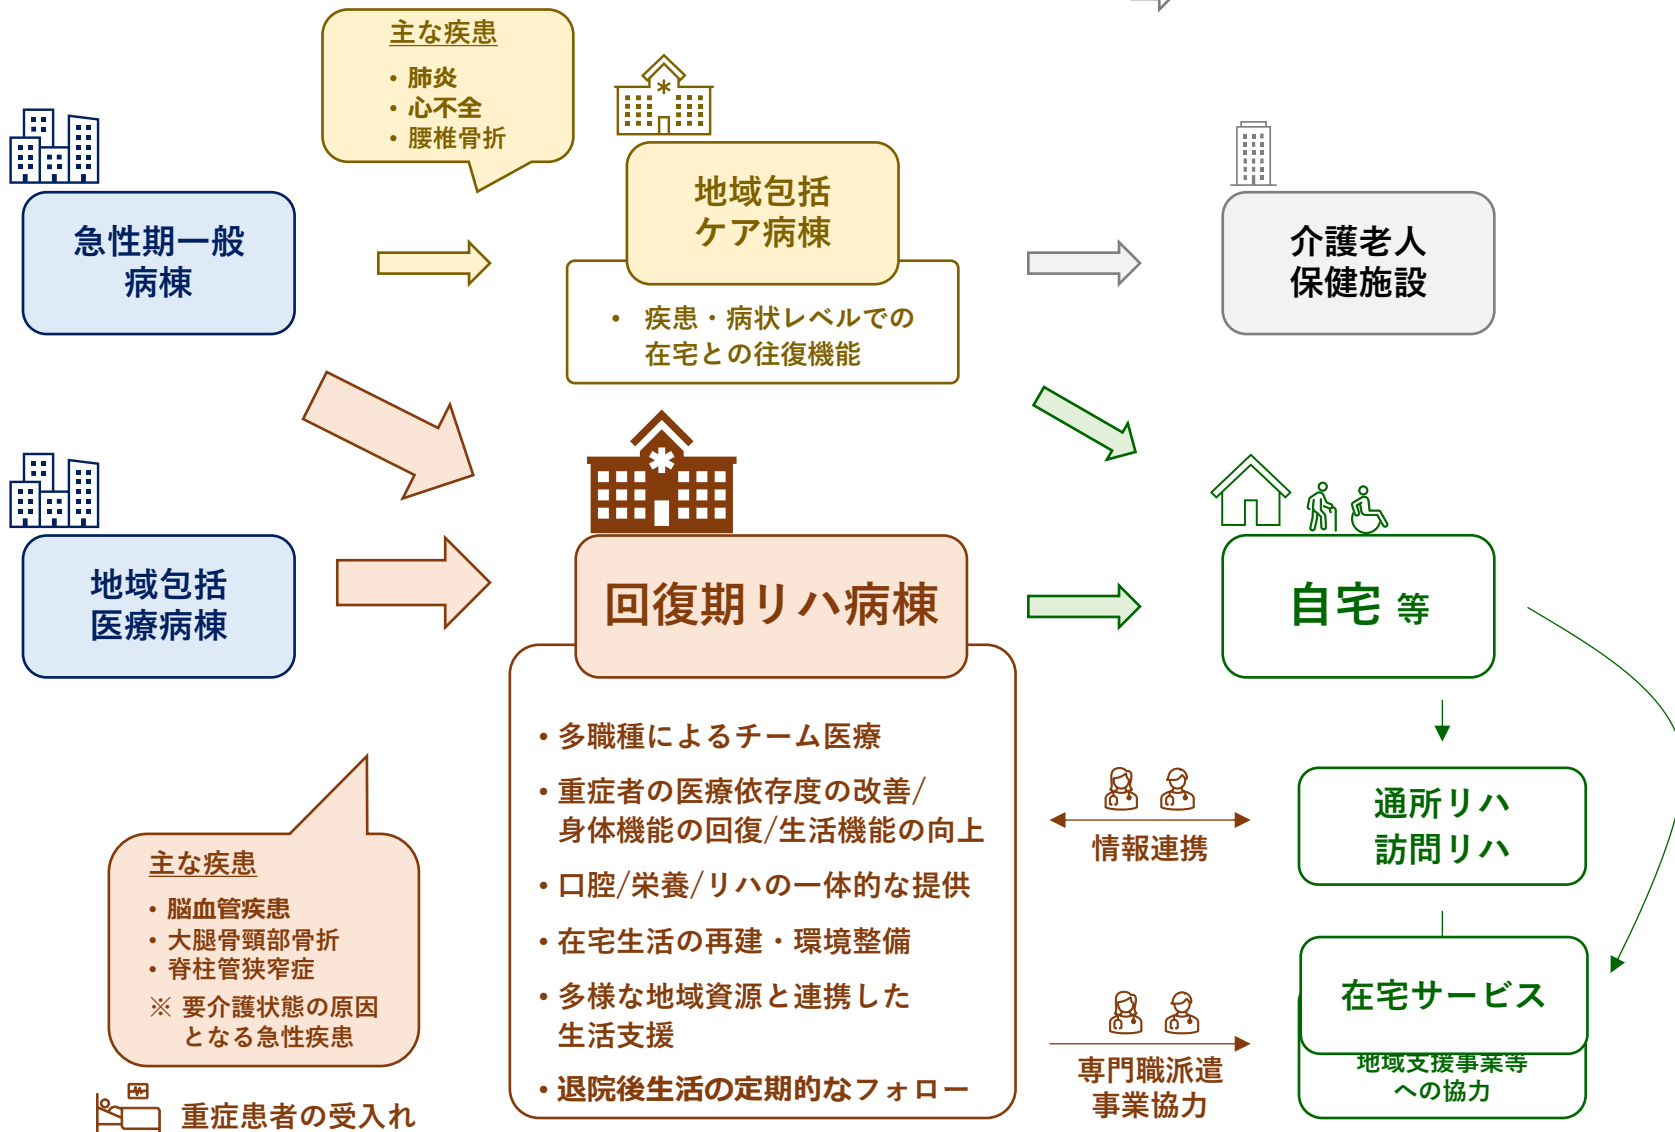 主な疾患
・肺炎
・心不全
・腰椎骨折
急性期一般
病棟
地域包括
ケア病棟
• 疾患・病状レベルでの
在宅との往復機能
介護老人
保健施設
地域包括
医療病棟
回復期リハ病棟
・多職種によるチーム医療
・重症者の医療依存度の改善/
身体機能の回復/生活機能の向上
・口腔/栄養/リハの一体的な提供
・在宅生活の再建・環境整備
・多様な地域資源と連携した
生活支援
・退院後生活の定期的なフォロー
自宅 等
主な疾患
・脳血管疾患
・大腿骨頸部骨折
・脊柱管狭窄症
※ 要介護状態の原因
となる急性疾患
重症患者の受入れ
情報連携
通所リハ
訪問リハ
専門職派遣
事業協力
在宅サービス
地域支援事業等
への協力